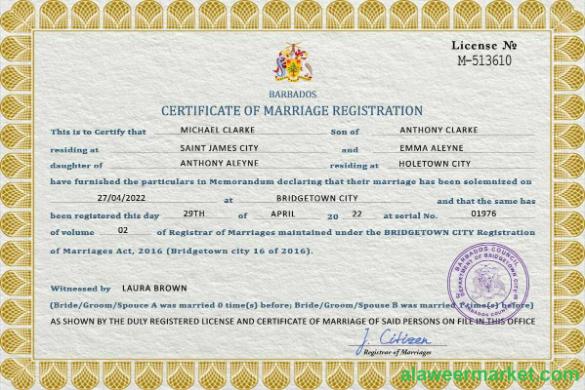 License №
M-513610
BARBADOS
CERTIFICATE OF MARRIAGE REGISTRATION
This is to Certify that MICHAEL CLARKE Son of ANTHONY CLARKE
residing at SAINT JAMES CITY and EMMA ALEYNE
daughter of ANTHONY ALEYNE residing at HOLETOWN CITY
have furnished the particulars in Memorandum declaring that their marriage has been solemnized on
27/04/2022 at BRIDGETOWN CITY and that the same has
been registered this day 29TH of APRIL 20 22 at serial No. 01976
of volume 02 of Registrar of Marriages maintained under the BRIDGETOWN CITY Registration
of Marriages Act, 2016 (Bridgetown city 16 of 2016).
BARBADOS COUNCIL
DEPARTMENT OF BRIDGETOWN CITY
BARBADOS COUNCIL
Witnessed by LAURA BROWN
(Bride/Groom/Spouce A was married 0 time(s) before; Bride/Groom/Spouse B was married time(s) before)
AS SHOWN BY THE DULY REGISTERED LICENSE AND CERTIFICATE OF MARRIAGE OF SAID PERSONS ON FILE IN THIS OFFICE
J. Citizen
Registrar of Marriages
alaweermarket.com